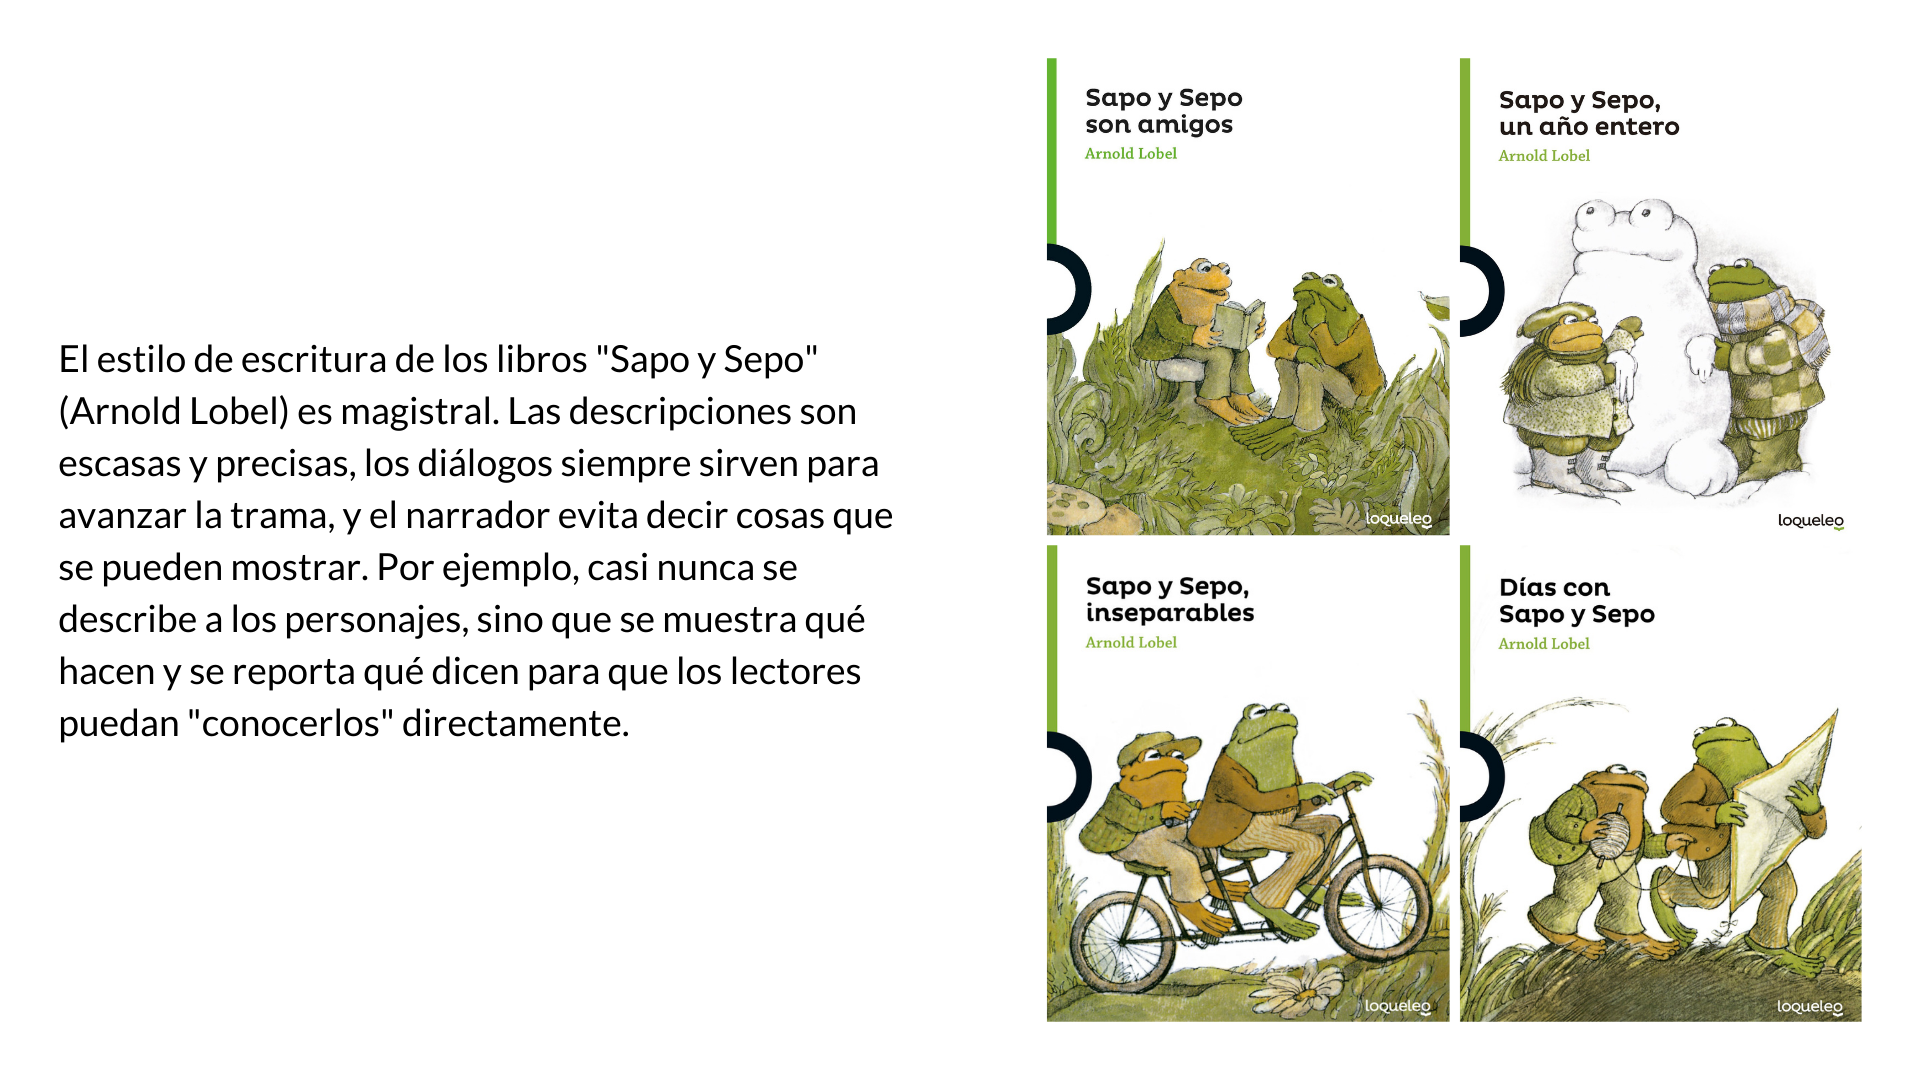 El estilo de escritura de los libros "Sapo y Sepo"
(Arnold Lobel) es magistral. Las descripciones son
escasas y precisas, los diálogos siempre sirven para
avanzar la trama, y el narrador evita decir cosas que
se pueden mostrar. Por ejemplo, casi nunca se
describe a los personajes, sino que se muestra qué
hacen y se reporta qué dicen para que los lectores
puedan "conocerlos" directamente.
Sapo y Sepo
son amigos
Arnold Lobel
loqueleo
Sapo y Sepo,
un año entero
Arnold Lobel
loqueleo
Sapo y Sepo,
inseparables
Arnold Lobel
loqueleo
Días con
Sapo y Sepo
Arnold Lobel
loqueleo